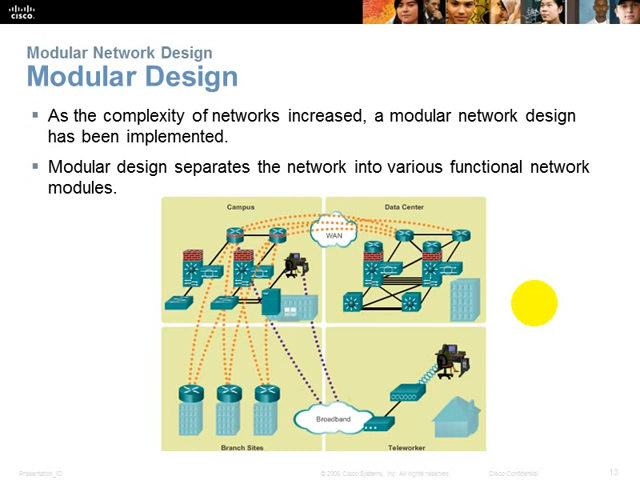 CISCO.
Modular Network Design
Modular Design
As the complexity of networks increased, a modular network design
has been implemented.
Modular design separates the network into various functional network
modules.
Campus
Data Center
WAN
Broadband
Branch Sites
Teleworker
Presentation_ID
© 2008 Cisco Systems, Inc. All rights reserved.
Cisco Confidential
13